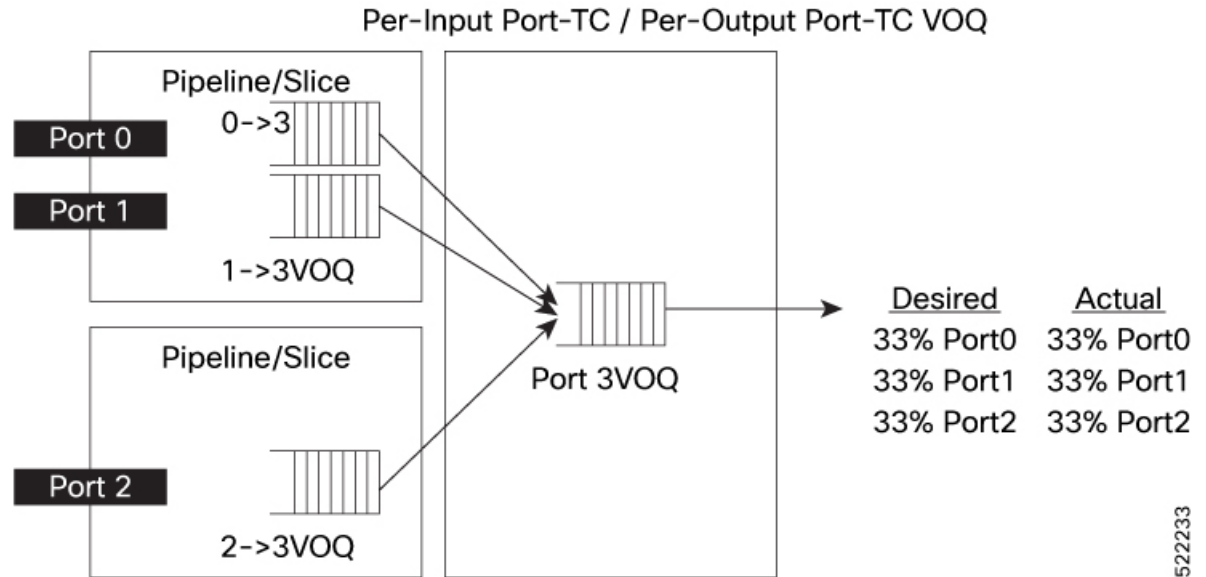 Per-Input Port-TC / Per-Output Port-TC VOQ
Pipeline/Slice
0->3
Port 0
Port 1
1->3VOQ
Pipeline/Slice
Port 2
2->3VOQ
Port 3VOQ
Desired Actual
33% Port0 33% Port0
33% Port1 33% Port1
33% Port2 33% Port2
522233